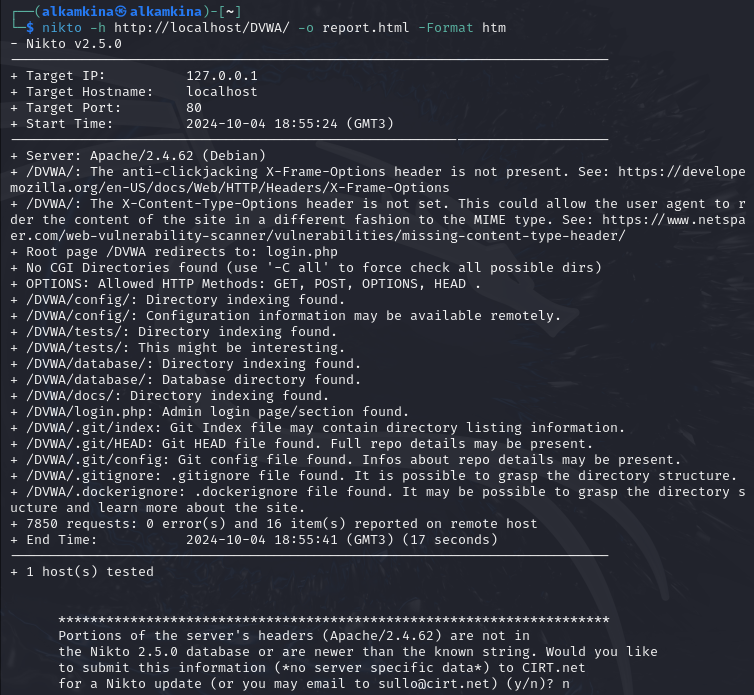 (alkamkina㉿alkamkina)-[~]
$ nikto -h http://localhost/DVWA/ -o report.html -Format htm
- Nikto v2.5.0
---------------------------------------------------------------------------
+ Target IP:          127.0.0.1
+ Target Hostname:    localhost
+ Target Port:        80
+ Start Time:         2024-10-04 18:55:24 (GMT3)
---------------------------------------------------------------------------
+ Server: Apache/2.4.62 (Debian)
+ /DVWA/: The anti-clickjacking X-Frame-Options header is not present. See: https://develope
mozilla.org/en-US/docs/Web/HTTP/Headers/X-Frame-Options
+ /DVWA/: The X-Content-Type-Options header is not set. This could allow the user agent to r
der the content of the site in a different fashion to the MIME type. See: https://www.netspa
er.com/web-vulnerability-scanner/vulnerabilities/missing-content-type-header/
+ Root page /DVWA redirects to: login.php
+ No CGI Directories found (use '-C all' to force check all possible dirs)
+ OPTIONS: Allowed HTTP Methods: GET, POST, OPTIONS, HEAD .
+ /DVWA/config/: Directory indexing found.
+ /DVWA/config/: Configuration information may be available remotely.
+ /DVWA/tests/: Directory indexing found.
+ /DVWA/tests/: This might be interesting.
+ /DVWA/database/: Directory indexing found.
+ /DVWA/database/: Database directory found.
+ /DVWA/docs/: Directory indexing found.
+ /DVWA/login.php: Admin login page/section found.
+ /DVWA/.git/index: Git Index file may contain directory listing information.
+ /DVWA/.git/HEAD: Git HEAD file found. Full repo details may be present.
+ /DVWA/.git/config: Git config file found. Infos about repo details may be present.
+ /DVWA/.gitignore: .gitignore file found. It is possible to grasp the directory structure.
+ /DVWA/.dockerignore: .dockerignore file found. It may be possible to grasp the directory s
ucture and learn more about the site.
+ 7850 requests: 0 error(s) and 16 item(s) reported on remote host
+ End Time:           2024-10-04 18:55:41 (GMT3) (17 seconds)
---------------------------------------------------------------------------
+ 1 host(s) tested
*********************************************************************
Portions of the server's headers (Apache/2.4.62) are not in
the Nikto 2.5.0 database or are newer than the known string. Would you like
to submit this information (*no server specific data*) to CIRT.net
for a Nikto update (or you may email to sullo@cirt.net) (y/n)? n